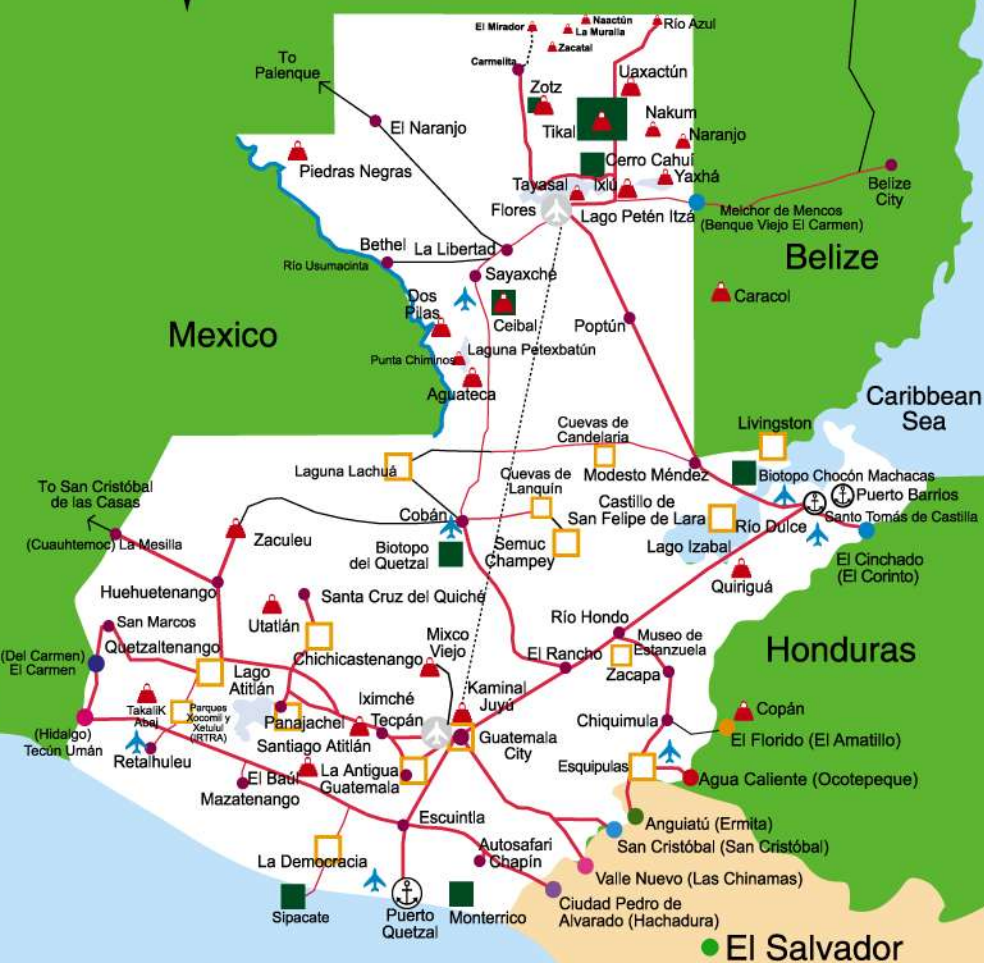 El Mirador
Naactún
La Muralla
Río Azul
Zacatal
Carmelita
To
Palenque
Uaxactún
Zotz
Nakum
El Naranjo
Tikal
Naranjo
Cerro Cahuí
Piedras Negras
Yaxhá
Tayasal
Ixlú
Belize
City
Flores
Lago Petén Itzá
Melchor de Mencos
(Benque Viejo El Carmen)
Bethel
La Libertad
Río Usumacinta
Belize
Sayaxché
Dos
Pilas
Caracol
Ceibal
Poptún
Mexico
Laguna Petexbatún
Punta Chiminos
Aguateca
Caribbean
Sea
Livingston
Cuevas de
Candelaria
Laguna Lachuá
Cuevas de
Lanquín
Modesto Méndez
Biotopo Chocón Machacas
To San Cristóbal
de las Casas
Castillo de
San Felipe de Lara
Puerto Barrios
Cobán
Río Dulce
Santo Tomás de Castilla
(Cuauhtemoc) La Mesilla
Zaculeu
Semuc
Champey
Lago Izabal
Biotopo
del Quetzal
El Cinchado
(El Corinto)
Quiriguá
Huehuetenango
Santa Cruz del Quiché
San Marcos
Utatlán
Río Hondo
Quetzaltenango
Mixco
Viejo
Museo de
Estanzuela
(Del Carmen)
El Carmen
Chichicastenango
El Rancho
Honduras
Lago
Atitlán
Zacapa
Iximché
Kaminal
Juyú
Takalik
Abaj
Parques
Xocomil y
Xetulul
(IRTRA)
Panajachel
Tecpán
Chiquimula
Copán
(Hidalgo)
Tecún Umán
Santiago Atitlán
Guatemala
City
El Florido (El Amatillo)
Retalhuleu
El Baúl
La Antigua
Guatemala
Esquipulas
Agua Caliente (Ocotepeque)
Mazatenango
Escuintla
Anguiatú (Ermita)
La Democracia
Autosafari
Chapín
San Cristóbal (San Cristóbal)
Valle Nuevo (Las Chinamas)
Sipacate
Puerto
Quetzal
Monterrico
Ciudad Pedro de
Alvarado (Hachadura)
El Salvador